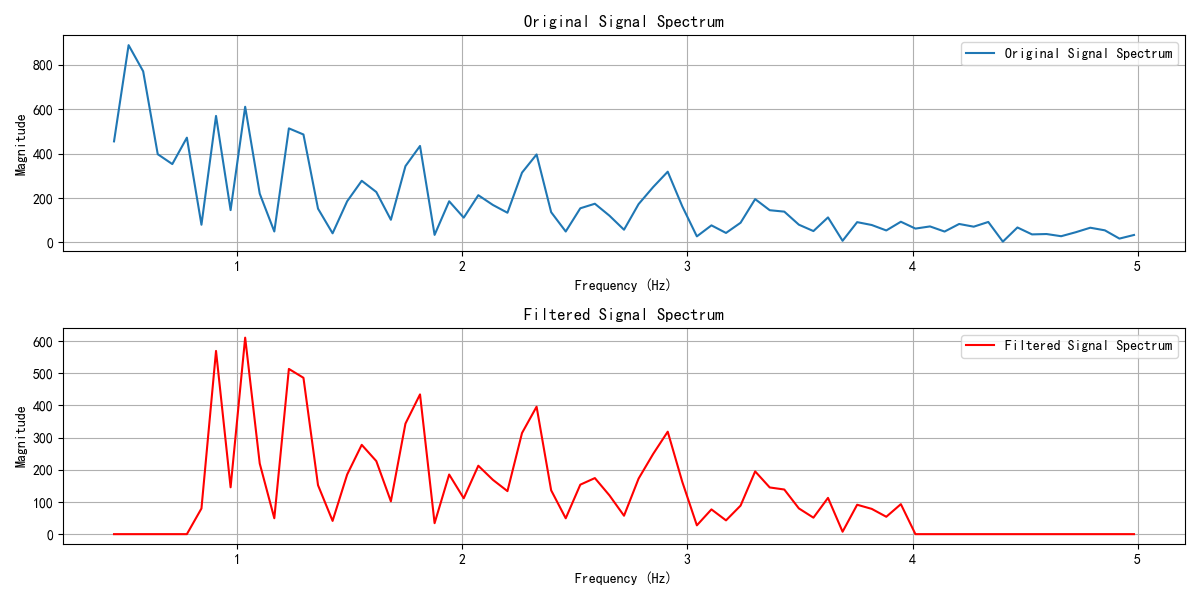 Original Signal Spectrum
Original Signal Spectrum
Magnitude
800
600
400
200
0
1 2 3 4 5
Frequency (Hz)
Filtered Signal Spectrum
Filtered Signal Spectrum
Magnitude
600
500
400
300
200
100
0
1 2 3 4 5
Frequency (Hz)